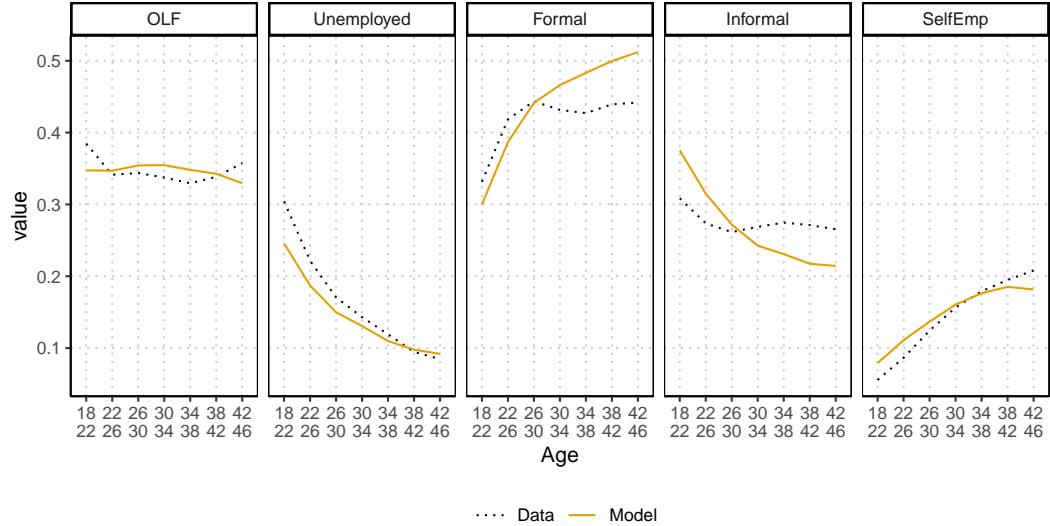 OLF Unemployed Formal Informal SelfEmp
value
0.5
0.4
0.3
0.2
0.1
18 22 26 30 34 38 42 18 22 26 30 34 38 42 18 22 26 30 34 38 42 18 22 26 30 34 38 42 18 22 26 30 34 38 42
22 26 30 34 38 42 46 22 26 30 34 38 42 46 22 26 30 34 38 42 46 22 26 30 34 38 42 46 22 26 30 34 38 42 46
Age
Data Model